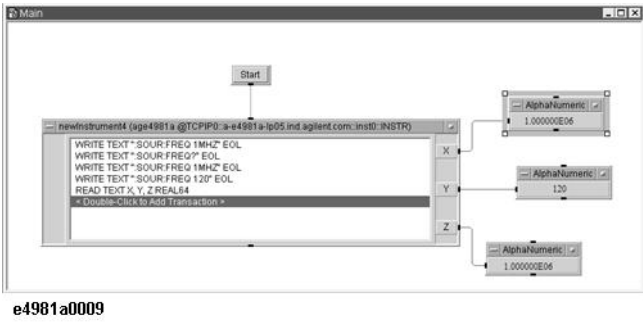 Main
Start
newInstrument4 (age4981a @TCPIP0::a-e4981a-lp05.ind.agilent.com::inst0::INSTR)
WRITE TEXT ":SOUR:FREQ 1MHZ" EOL
WRITE TEXT ":SOUR:FREQ?" EOL
WRITE TEXT ":SOUR:FREQ 1MHZ" EOL
WRITE TEXT ":SOUR:FREQ 120" EOL
READ TEXT X, Y, Z REAL64
< Double-Click to Add Transaction >
X
Y
Z
AlphaNumeric
1.000000E06
AlphaNumeric
120
AlphaNumeric
1.000000E06
e4981a0009